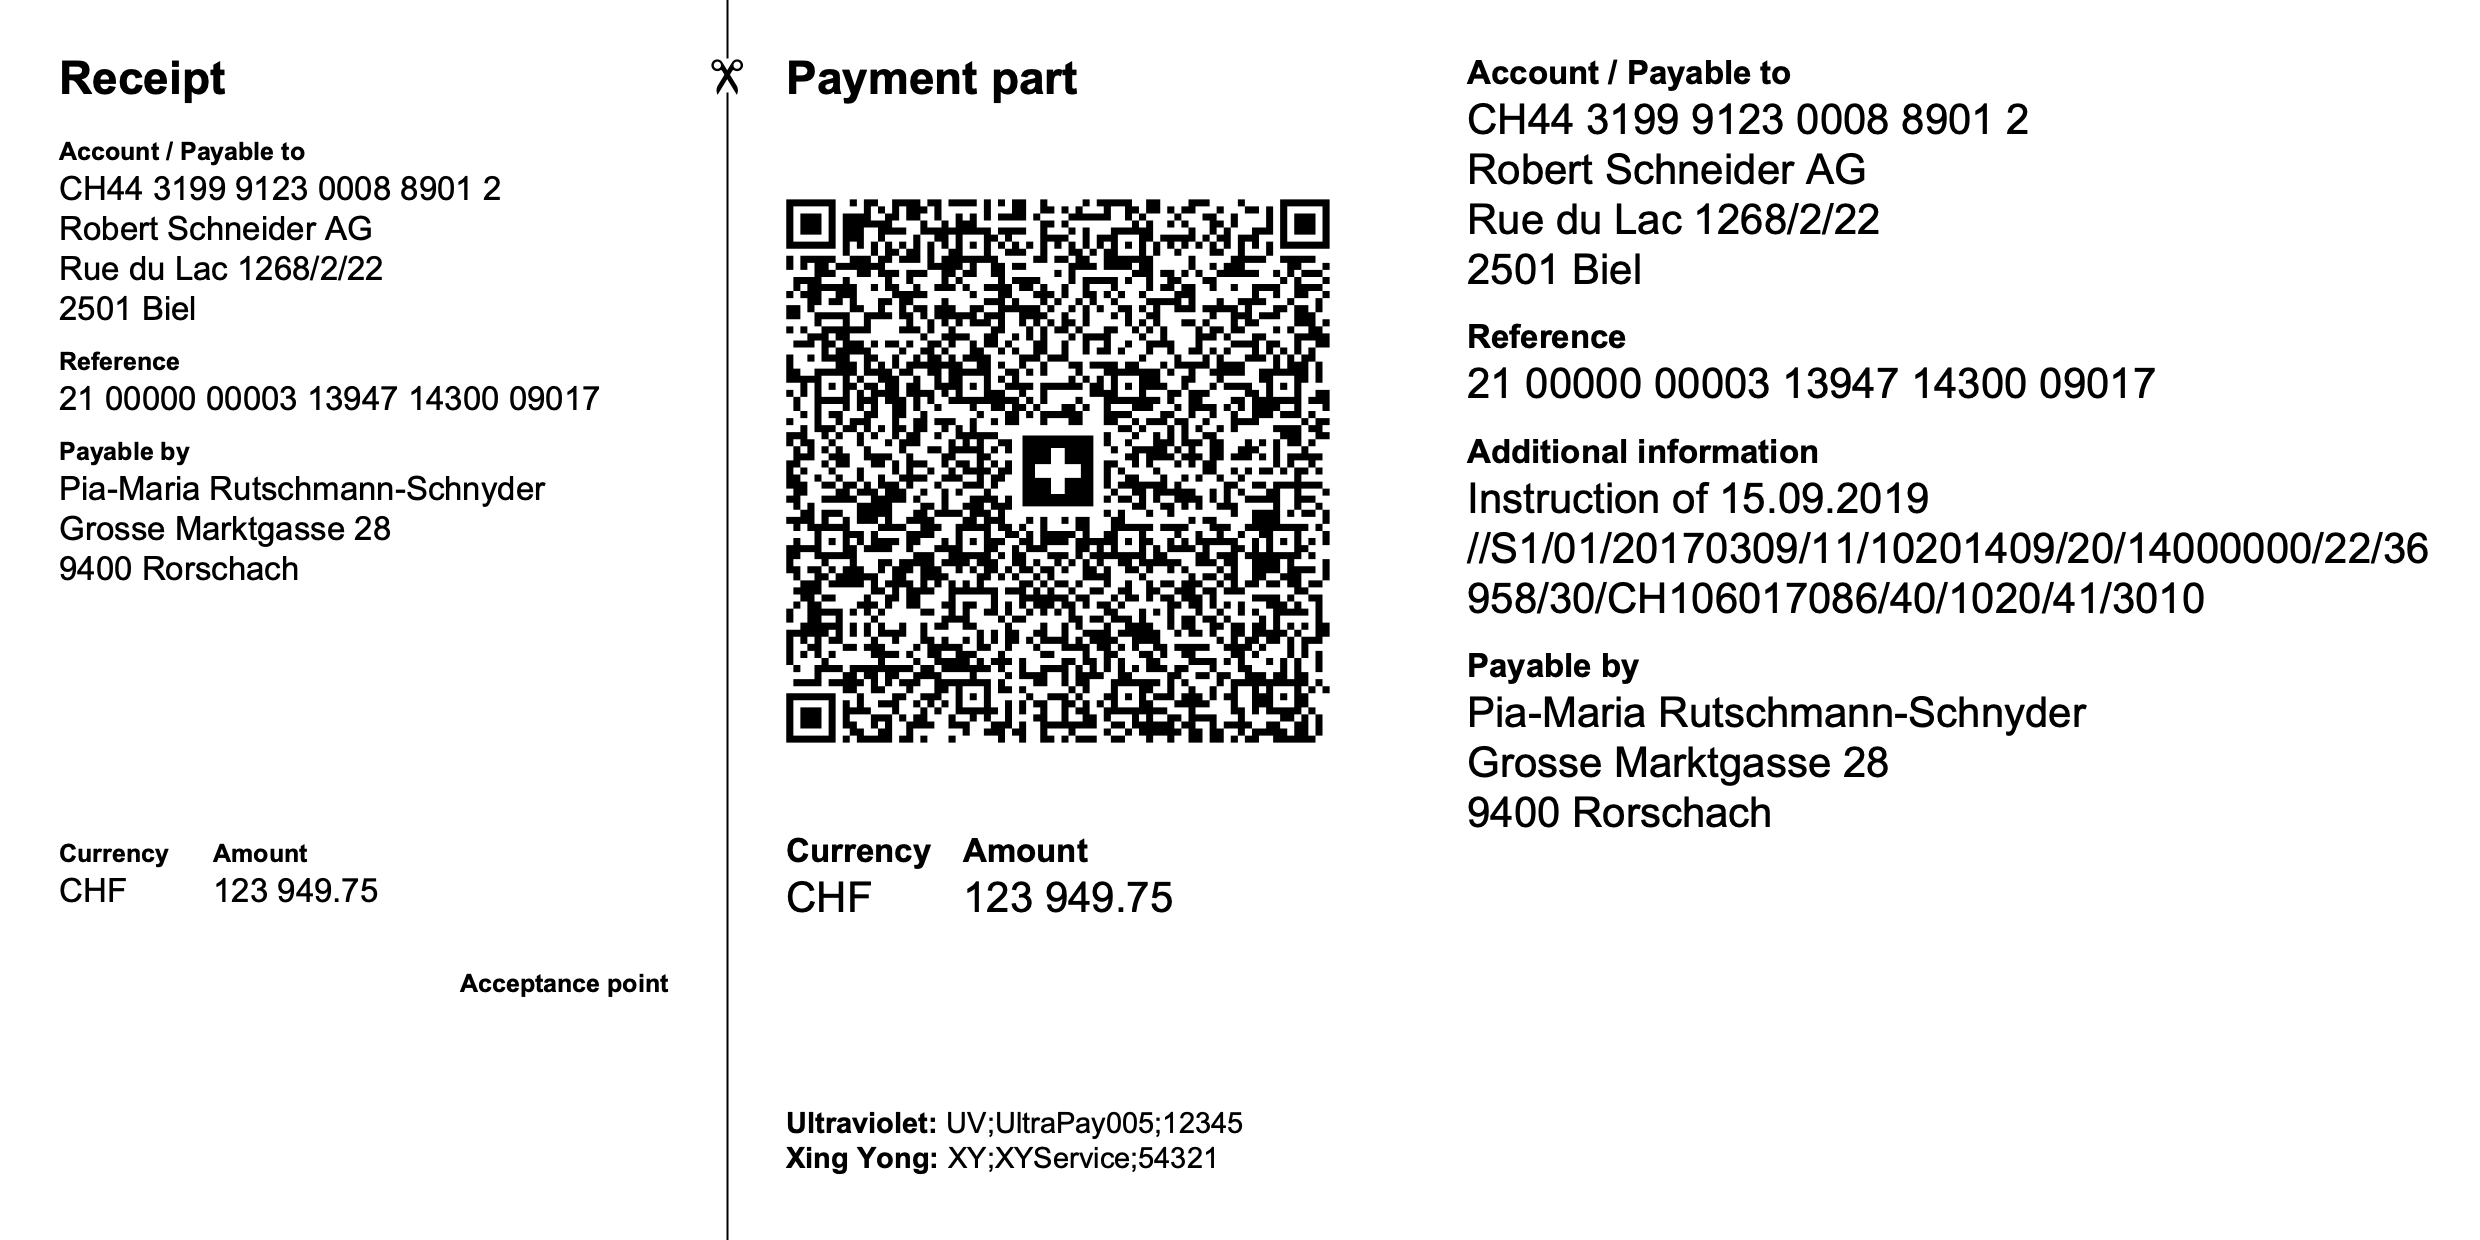 Receipt
Account / Payable to
CH44 3199 9123 0008 8901 2
Robert Schneider AG
Rue du Lac 1268/2/22
2501 Biel
Reference
21 00000 00003 13947 14300 09017
Payable by
Pia-Maria Rutschmann-Schnyder
Grosse Marktgasse 28
9400 Rorschach
Currency Amount
CHF 123 949.75
Acceptance point
Payment part
Currency Amount
CHF 123 949.75
Ultraviolet: UV;UltraPay005;12345
Xing Yong: XY;XYService;54321
Account / Payable to
CH44 3199 9123 0008 8901 2
Robert Schneider AG
Rue du Lac 1268/2/22
2501 Biel
Reference
21 00000 00003 13947 14300 09017
Additional information
Instruction of 15.09.2019
//S1/01/20170309/11/10201409/20/14000000/22/36
958/30/CH106017086/40/1020/41/3010
Payable by
Pia-Maria Rutschmann-Schnyder
Grosse Marktgasse 28
9400 Rorschach